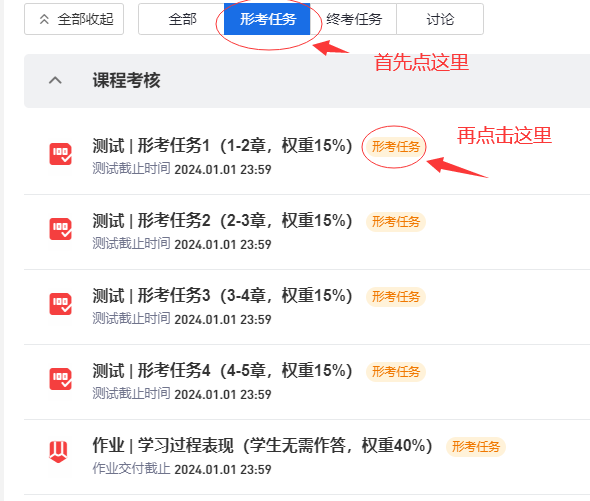 全部收起 全部 形考任务 终考任务 讨论
首先点这里
课程考核
再点击这里
测试 | 形考任务1（1-2章，权重15%） 形考任务
测试截止时间 2024.01.01 23:59
测试 | 形考任务2（2-3章，权重15%） 形考任务
测试截止时间 2024.01.01 23:59
测试 | 形考任务3（3-4章，权重15%） 形考任务
测试截止时间 2024.01.01 23:59
测试 | 形考任务4（4-5章，权重15%） 形考任务
测试截止时间 2024.01.01 23:59
作业 | 学习过程表现（学生无需作答，权重40%） 形考任务
作业交付截止 2024.01.01 23:59